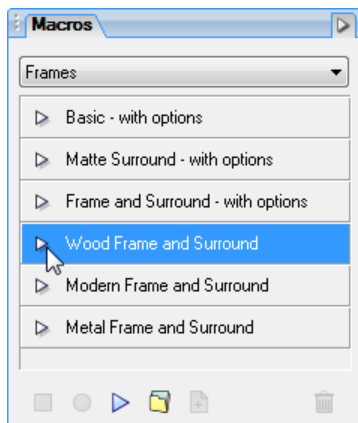 Macros
Frames
Basic - with options
Matte Surround - with options
Frame and Surround - with options
Wood Frame and Surround
Modern Frame and Surround
Metal Frame and Surround